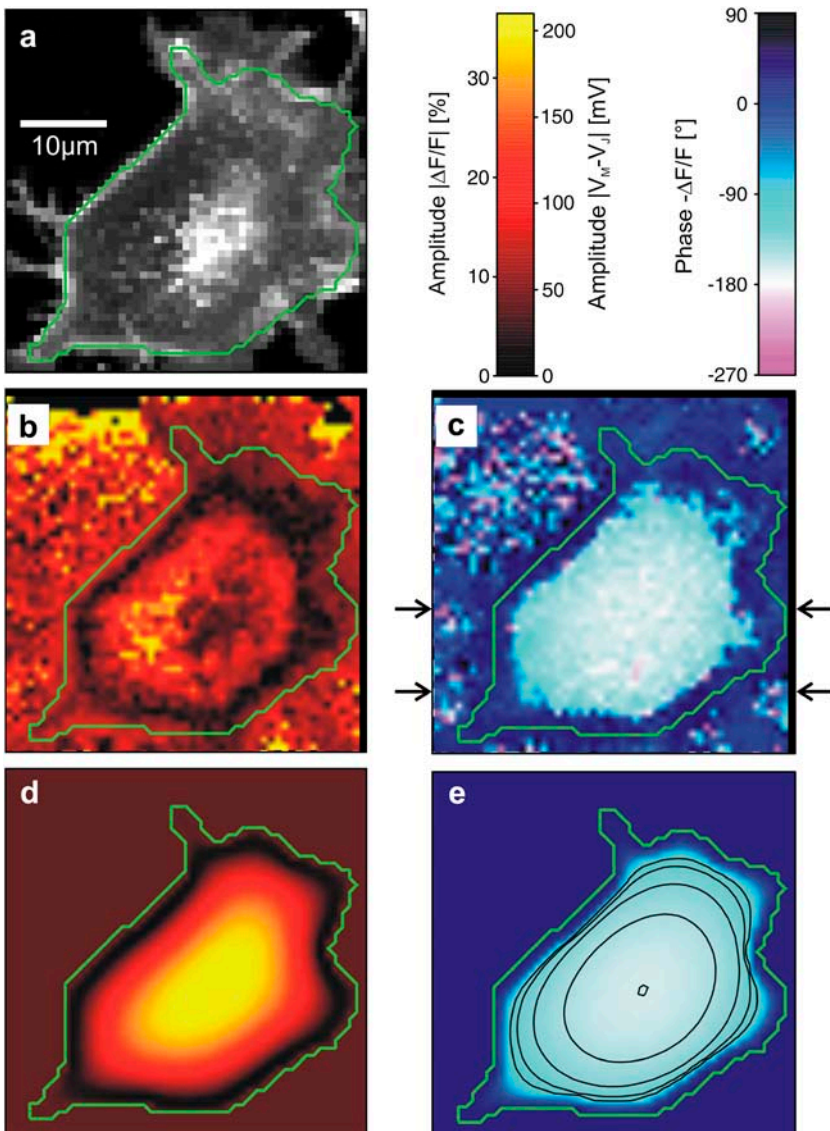 a
10μm
Amplitude |ΔF/F| [%]
30
20
10
0
200
150
100
50
0
Amplitude |V_M-V_J| [mV]
Phase -ΔF/F [°]
90
0
-90
-180
-270
b
c
d
e